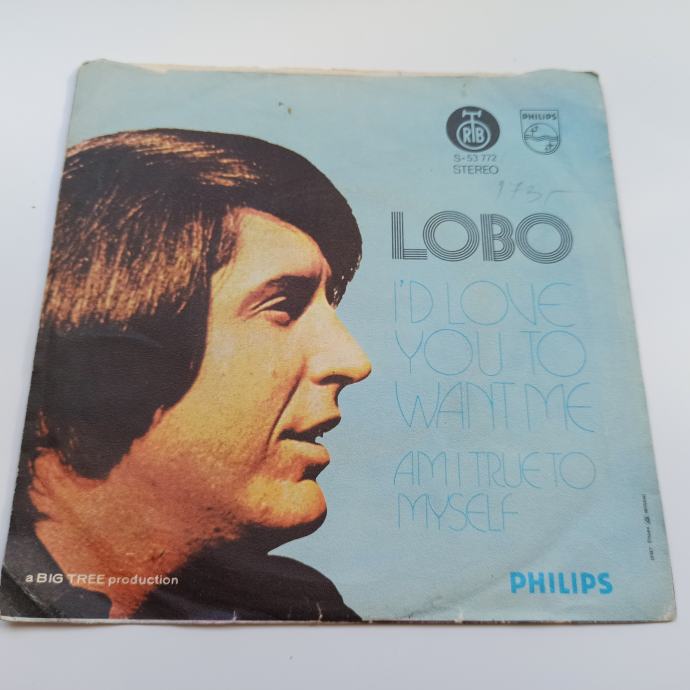 RTB
PHILIPS
S-53 772
STEREO
LOBO
I'D LOVE
YOU TO
WANT ME
AM I TRUE TO
MYSELF
a BIG TREE production
PHILIPS